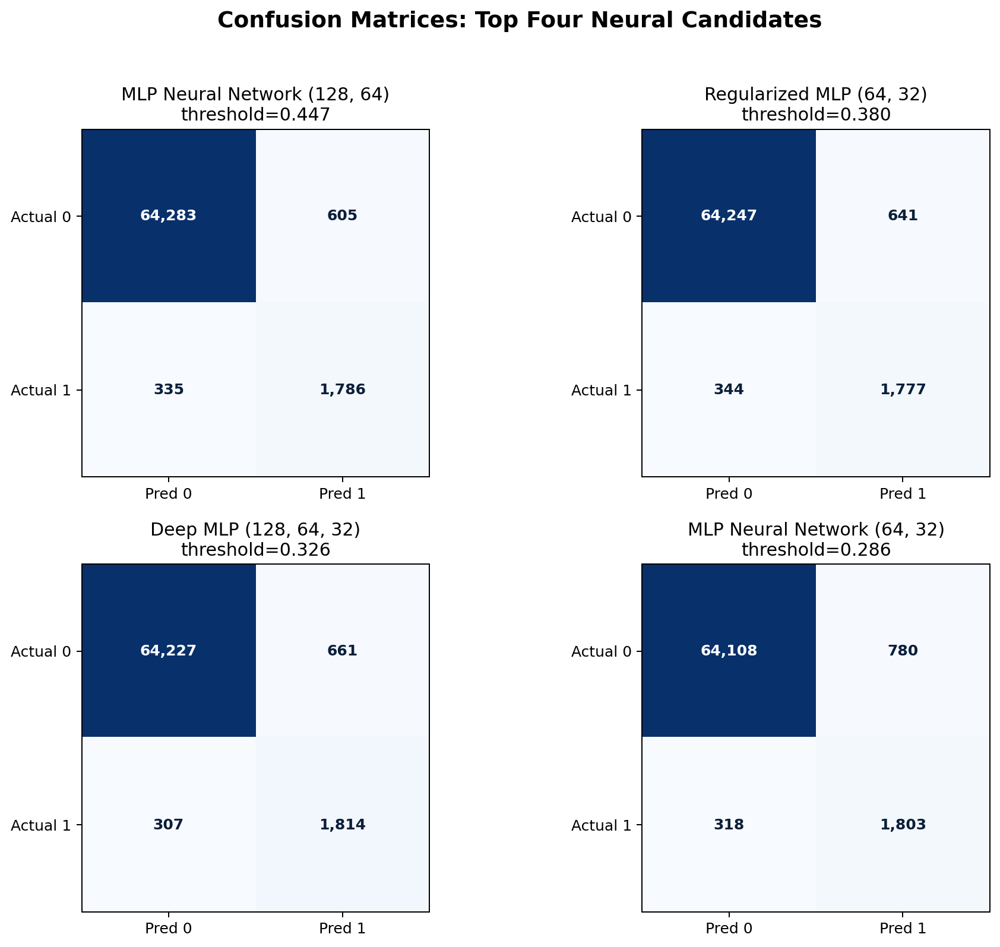 Confusion Matrices: Top Four Neural Candidates
MLP Neural Network (128, 64)
threshold=0.447
Actual 0
64,283
605
Actual 1
335
1,786
Pred 0
Pred 1
Regularized MLP (64, 32)
threshold=0.380
Actual 0
64,247
641
Actual 1
344
1,777
Pred 0
Pred 1
Deep MLP (128, 64, 32)
threshold=0.326
Actual 0
64,227
661
Actual 1
307
1,814
Pred 0
Pred 1
MLP Neural Network (64, 32)
threshold=0.286
Actual 0
64,108
780
Actual 1
318
1,803
Pred 0
Pred 1